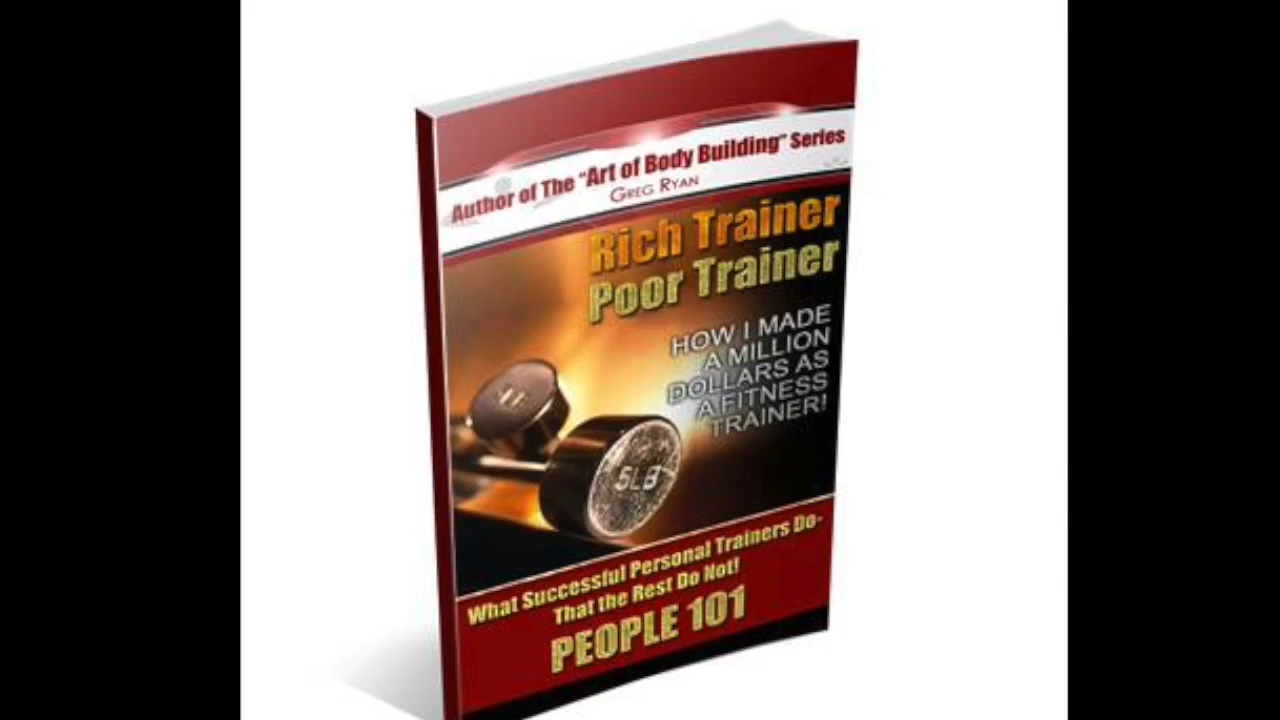 Author of The "Art of Body Building" Series
GREG RYAN
Rich Trainer
Poor Trainer
HOW I MADE
A MILLION
DOLLARS AS
A FITNESS
TRAINER!
5LB
What Successful Personal Trainers Do-
That the Rest Do Not!
PEOPLE 101